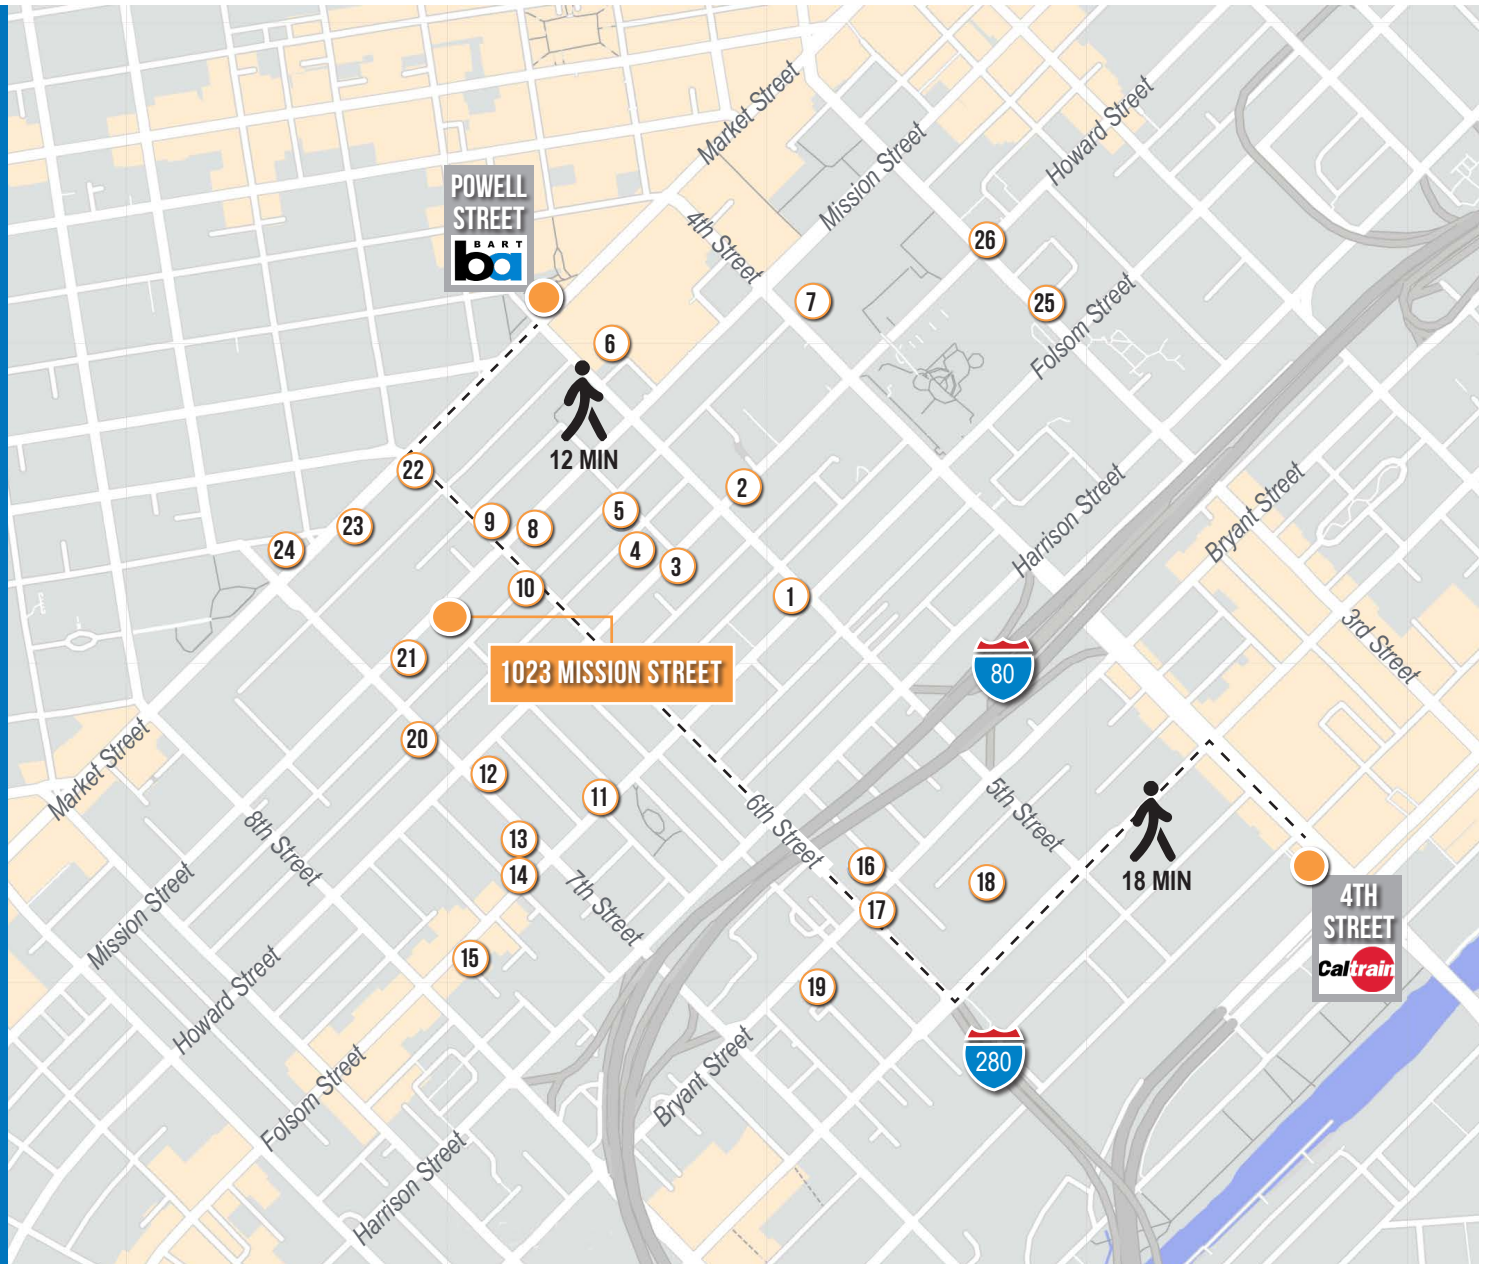 Market Street
Mission Street
Howard Street
POWELL
STREET
BART
ba
4th Street
26
25
7
Folsom Street
6
12 MIN
22
2
5
9
8
23
24
4
3
10
1
Harrison Street
Bryant Street
3rd Street
21
1023 MISSION STREET
80
20
12
11
Market Street
8th Street
13
14
6th Street
5th Street
16
18
17
18 MIN
4TH
STREET
Caltrain
7th Street
Mission Street
15
19
Howard Street
280
Bryant Street
Folsom Street
Harrison Street